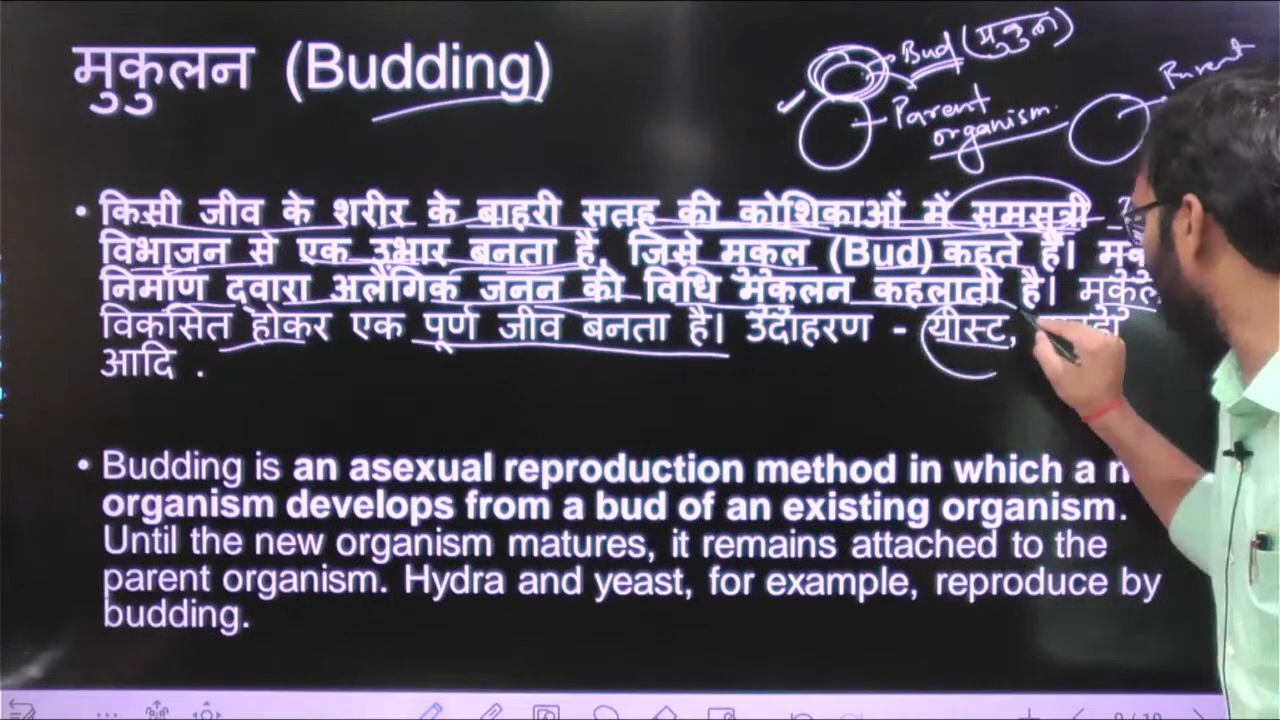 मुकुलन (Budding)
Bud (मुकुल)
Parent
organism.
Parent
• किसी जीव के शरीर के बाहरी सतह की कोशिकाओं में समसूत्री
विभाजन से एक उभार बनता है, जिसे मुकुल (Bud) कहते हैं।
निर्माण द्वारा अलैंगिक जनन की विधि मुकुलन कहलाती है। मुकुल
विकसित होकर एक पूर्ण जीव बनता है। उदाहरण - यीस्ट,
आदि .
• Budding is an asexual reproduction method in which a
organism develops from a bud of an existing organism.
Until the new organism matures, it remains attached to the
parent organism. Hydra and yeast, for example, reproduce by
budding.